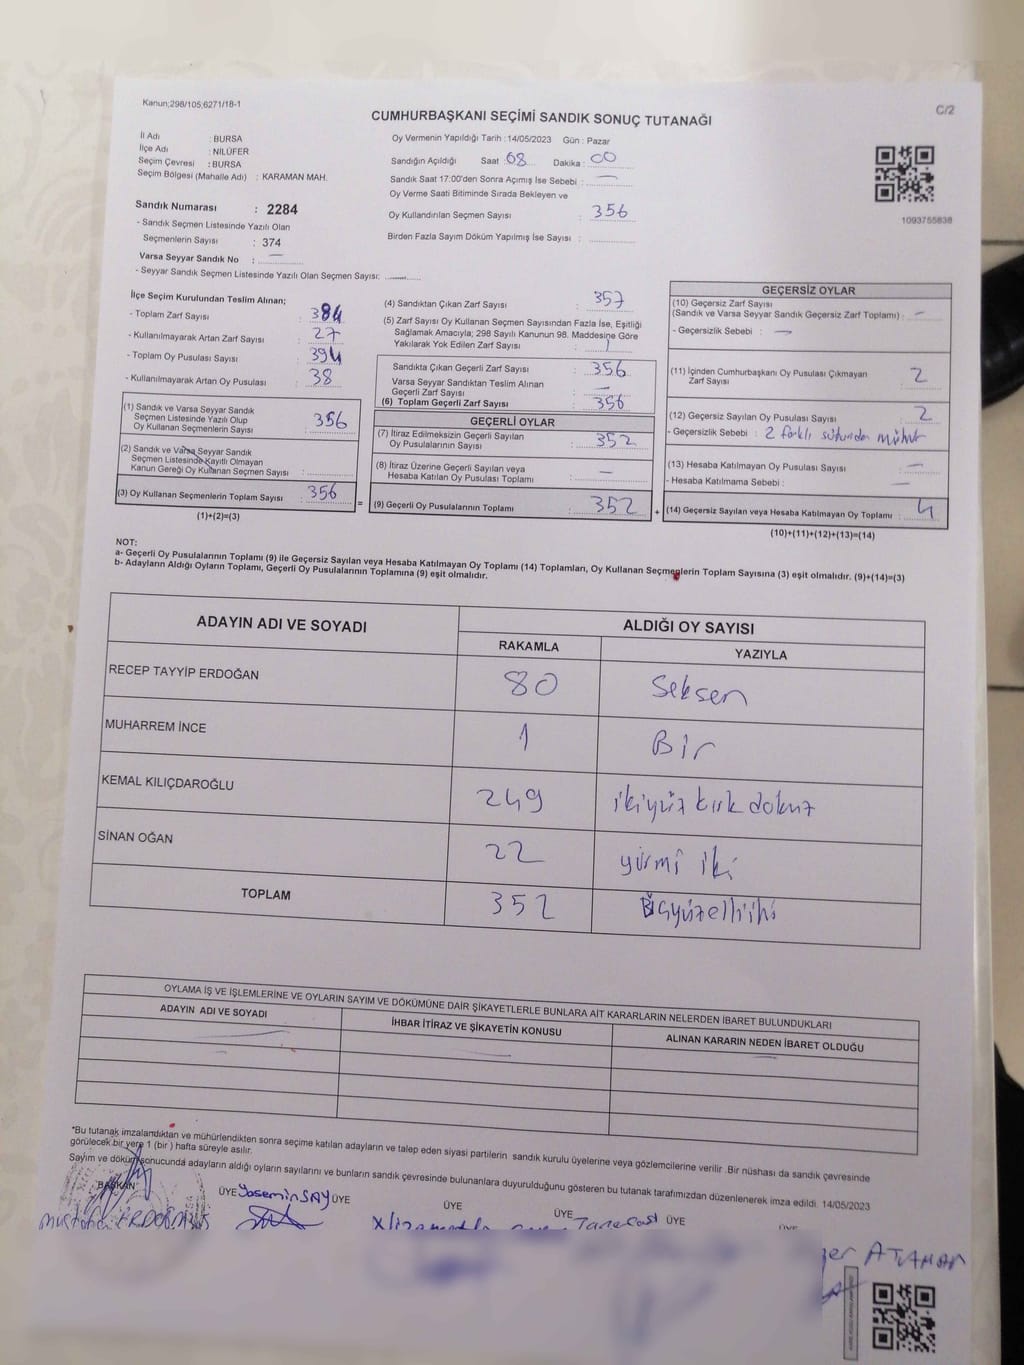 Kanun;298/105;6271/18-1
C/2
CUMHURBAŞKANI SEÇİMİ SANDIK SONUÇ TUTANAĞI
İl Adı : BURSA
İlçe Adı : NİLÜFER
Seçim Çevresi : BURSA
Seçim Bölgesi (Mahalle Adı) : KARAMAN MAH.
Sandık Numarası : 2284
- Sandık Seçmen Listesinde Yazılı Olan
Seçmenlerin Sayısı : 374
Varsa Seyyar Sandık No : —
- Seyyar Sandık Seçmen Listesinde Yazılı Olan Seçmen Sayısı: —
Oy Vermenin Yapıldığı Tarih : 14/05/2023 Gün : Pazar
Sandığın Açıldığı Saat : 08 Dakika : 00
Sandık Saat 17:00'den Sonra Açımış İse Sebebi : —
Oy Verme Saati Bitiminde Sırada Bekleyen ve
Oy Kullandırılan Seçmen Sayısı : 356
Birden Fazla Sayım Döküm Yapılmış İse Sayısı :
1093755838
İlçe Seçim Kurulundan Teslim Alınan;
- Toplam Zarf Sayısı : 384
- Kullanılmayarak Artan Zarf Sayısı : 27
- Toplam Oy Pusulası Sayısı : 394
- Kullanılmayarak Artan Oy Pusulası : 38
(1) Sandık ve Varsa Seyyar Sandık
Seçmen Listesinde Yazılı Olup
Oy Kullanan Seçmenlerin Sayısı : 356
(2) Sandık ve Varsa Seyyar Sandık
Seçmen Listesinde Kayıtlı Olmayan
Kanun Gereği Oy Kullanan Seçmen Sayısı :
(3) Oy Kullanan Seçmenlerin Toplam Sayısı : 356
(1)+(2)=(3)
(4) Sandıktan Çıkan Zarf Sayısı : 357
(5) Zarf Sayısı Oy Kullanan Seçmen Sayısından Fazla İse, Eşitliği
Sağlamak Amacıyla; 298 Sayılı Kanunun 98. Maddesine Göre
Yakılarak Yok Edilen Zarf Sayısı : 1
Sandıkta Çıkan Geçerli Zarf Sayısı : 356
Varsa Seyyar Sandıktan Teslim Alınan
Geçerli Zarf Sayısı : —
(6) Toplam Geçerli Zarf Sayısı : 356
GEÇERLİ OYLAR
(7) İtiraz Edilmeksizin Geçerli Sayılan
Oy Pusulalarının Sayısı : 352
(8) İtiraz Üzerine Geçerli Sayılan veya
Hesaba Katılan Oy Pusulası Toplamı : —
= (9) Geçerli Oy Pusulalarının Toplamı : 352
GEÇERSİZ OYLAR
(10) Geçersiz Zarf Sayısı
(Sandık ve Varsa Seyyar Sandık Geçersiz Zarf Toplamı) : —
- Geçersizlik Sebebi : —
(11) İçinden Cumhurbaşkanı Oy Pusulası Çıkmayan
Zarf Sayısı : 2
(12) Geçersiz Sayılan Oy Pusulası Sayısı : 2
- Geçersizlik Sebebi : 2 farklı sütundan mühür
(13) Hesaba Katılmayan Oy Pusulası Sayısı : —
- Hesaba Katılmama Sebebi : —
+ (14) Geçersiz Sayılan veya Hesaba Katılmayan Oy Toplamı : 4
(10)+(11)+(12)+(13)=(14)
NOT:
a- Geçerli Oy Pusulalarının Toplamı (9) ile Geçersiz Sayılan veya Hesaba Katılmayan Oy Toplamı (14) Toplamları, Oy Kullanan Seçmenlerin Toplam Sayısına (3) eşit olmalıdır. (9)+(14)=(3)
b- Adayların Aldığı Oyların Toplamı, Geçerli Oy Pusulalarının Toplamına (9) eşit olmalıdır.
ADAYIN ADI VE SOYADI
ALDIĞI OY SAYISI
RAKAMLA YAZIYLA
RECEP TAYYİP ERDOĞAN 80 Seksen
MUHARREM İNCE 1 Bir
KEMAL KILIÇDAROĞLU 249 ikiyüz kırk dokuz
SİNAN OĞAN 22 yirmi iki
TOPLAM 352
OYLAMA İŞ VE İŞLEMLERİNE VE OYLARIN SAYIM VE DÖKÜMÜNE DAİR ŞİKAYETLERLE BUNLARA AİT KARARLARIN NELERDEN İBARET BULUNDUKLARI
ADAYIN ADI VE SOYADI İHBAR İTİRAZ VE ŞİKAYETİN KONUSU ALINAN KARARIN NEDEN İBARET OLDUĞU
*Bu tutanak imzalandıktan ve mühürlendikten sonra seçime katılan adayların ve talep eden siyasi partilerin sandık kurulu üyelerine veya gözlemcilerine verilir. Bir nüshası da sandık çevresinde
görülecek bir yere 1 (bir ) hafta süreyle asılır.
Sayım ve döküm sonucunda adayların aldığı oyların sayılarını ve bunların sandık çevresinde bulunanlara duyurulduğunu gösteren bu tutanak tarafımızdan düzenlenerek imza edildi. 14/05/2023
BAŞKAN ÜYE Yasemin SAY ÜYE ÜYE ÜYE ÜYE ÜYE
Mustafa
ATAMAN